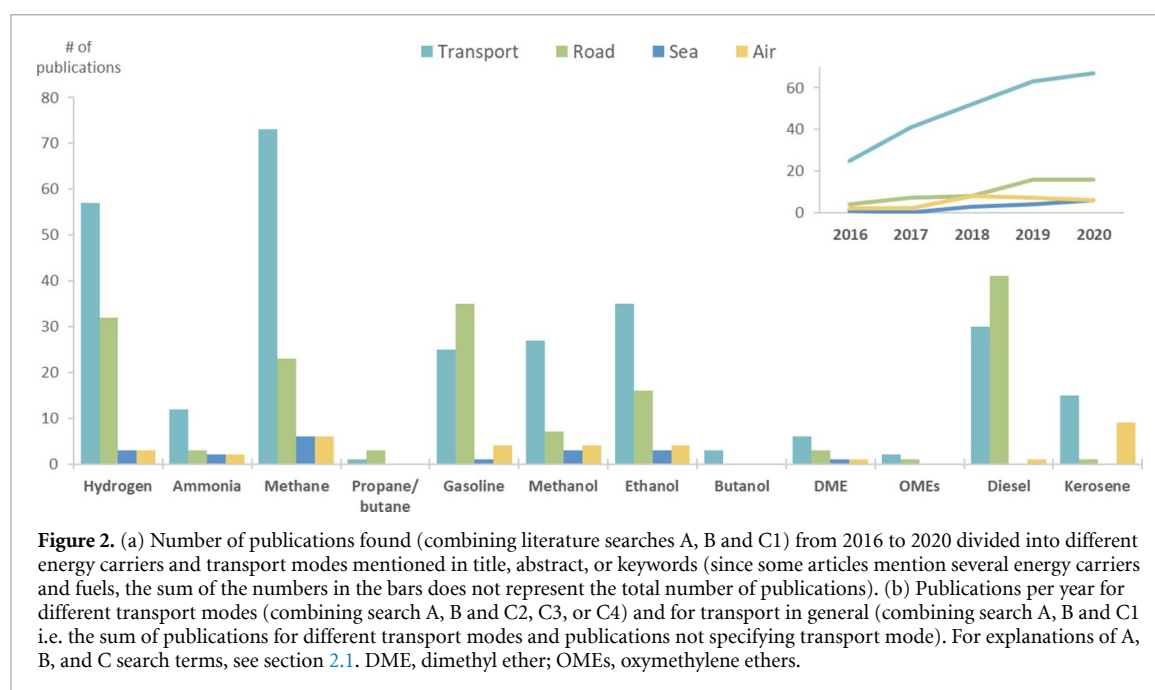 # of
publications
Transport Road Sea Air
80
70
60
50
40
30
20
10
0
Hydrogen Ammonia Methane Propane/ Gasoline Methanol Ethanol Butanol DME OMEs Diesel Kerosene
butane
60
40
20
0
2016 2017 2018 2019 2020
Figure 2. (a) Number of publications found (combining literature searches A, B and C1) from 2016 to 2020 divided into different
energy carriers and transport modes mentioned in title, abstract, or keywords (since some articles mention several energy carriers
and fuels, the sum of the numbers in the bars does not represent the total number of publications). (b) Publications per year for
different transport modes (combining search A, B and C2, C3, or C4) and for transport in general (combining search A, B and C1
i.e. the sum of publications for different transport modes and publications not specifying transport mode). For explanations of A,
B, and C search terms, see section 2.1. DME, dimethyl ether; OMEs, oxymethylene ethers.